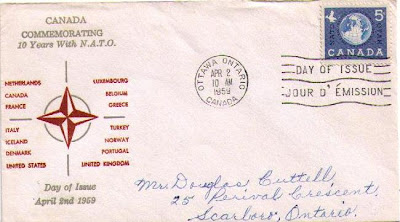 CANADA
COMMEMORATING
10 Years With N.A.T.O.
NETHERLANDS
CANADA
FRANCE
LUXEMBOURG
BELGIUM
GREECE
ITALY
ICELAND
DENMARK
UNITED STATES
TURKEY
NORWAY
PORTUGAL
UNITED KINGDOM
Day of Issue
April 2nd 1959
OTTAWA ONTARIO
APR 2
10 AM
1959
CANADA
5
CANADA
DAY OF ISSUE
JOUR D'ÉMISSION
Mr. Douglas Cuttell
25 Perival Crescent,
Scarboro, Ontario.